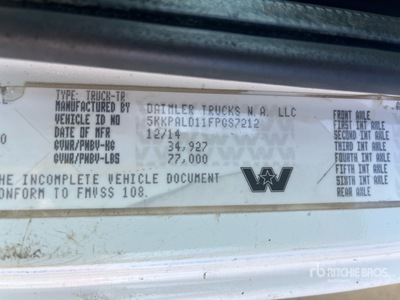 TYPE: TRUCK-TR
MANUFACTURED BY DAIMLER TRUCKS N.A. LLC
VEHICLE ID NO 5KKPALD11FPGS7212
DATE OF MFR 12/14
GVWR/PNBV-KG 34,927
GVWR/PNBV-LBS 77,000
HE INCOMPLETE VEHICLE DOCUMENT
ONFORM TO FMVSS 108.
FRONT AXLE
FIRST INT AXLE
SECOND INT AXLE
THIRD INT AXLE
FOURTH INT AXLE
FIFTH INT AXLE
SIXTH INT AXLE
REAR AXLE
rb RITCHIE BROS